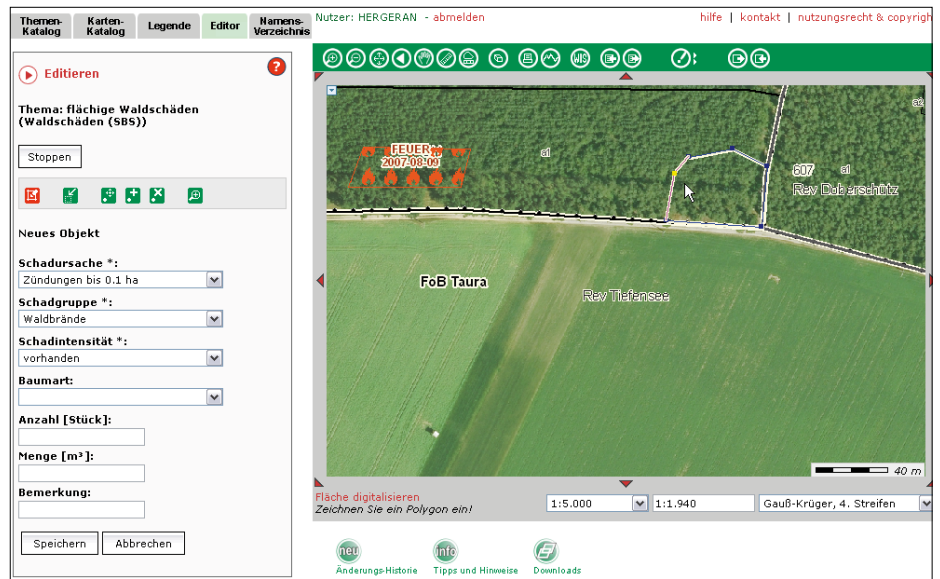 Themen-Katalog
Karten-Katalog
Legende
Editor
Namens-Verzeichnis
Nutzer: HERGERAN - abmelden
hilfe | kontakt | nutzungsrecht & copyrigh
Editieren
?
Thema: flächige Waldschäden
(Waldschäden (SBS))
Stoppen
Neues Objekt
Schadursache *:
Zündungen bis 0.1 ha
Schadgruppe *:
Waldbrände
Schadintensität *:
vorhanden
Baumart:
Anzahl [Stück]:
Menge [m³]:
Bemerkung:
Speichern
Abbrechen
WIS
FEUER
2007-08-09
a1
607
a1
Rev Doberschütz
FoB Taura
Rev Tiefensee
40 m
Fläche digitalisieren
Zeichnen Sie ein Polygon ein!
1:5.000
1:1.940
Gauß-Krüger, 4. Streifen
neu
info
Änderungs-Historie
Tipps und Hinweise
Downloads